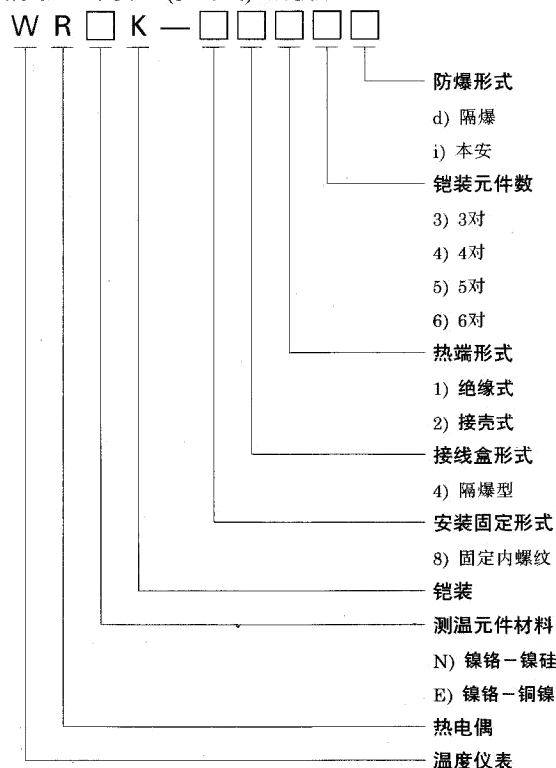 W R □ K — □ □ □ □ □
防爆形式
d) 隔爆
i) 本安
铠装元件数
3) 3对
4) 4对
5) 5对
6) 6对
热端形式
1) 绝缘式
2) 接壳式
接线盒形式
4) 隔爆型
安装固定形式
8) 固定内螺纹
铠装
测温元件材料
N) 镍铬－镍硅
E) 镍铬－铜镍
热电偶
温度仪表